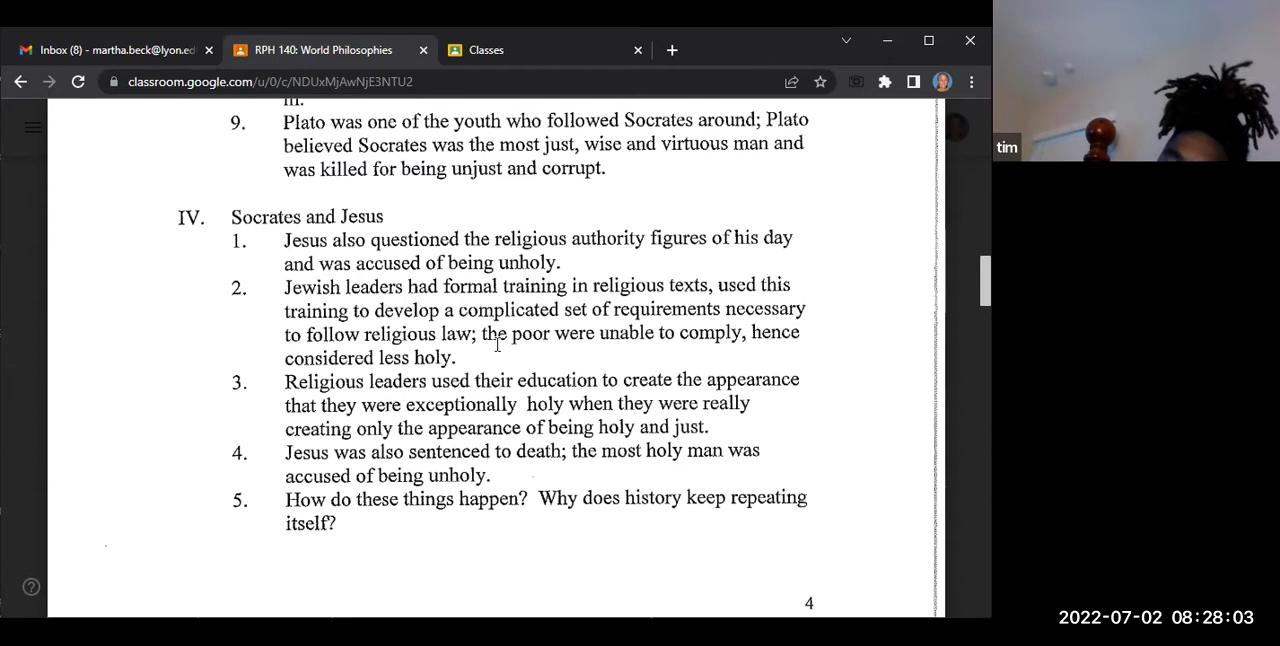 Inbox (8) - martha.beck@lyon.ed
RPH 140: World Philosophies
Classes
classroom.google.com/u/0/c/NDUxMjAwNjE3NTU2
9. Plato was one of the youth who followed Socrates around; Plato
believed Socrates was the most just, wise and virtuous man and
was killed for being unjust and corrupt.
IV. Socrates and Jesus
1. Jesus also questioned the religious authority figures of his day
and was accused of being unholy.
2. Jewish leaders had formal training in religious texts, used this
training to develop a complicated set of requirements necessary
to follow religious law; the poor were unable to comply, hence
considered less holy.
3. Religious leaders used their education to create the appearance
that they were exceptionally holy when they were really
creating only the appearance of being holy and just.
4. Jesus was also sentenced to death; the most holy man was
accused of being unholy.
5. How do these things happen? Why does history keep repeating
itself?
4
tim
2022-07-02 08:28:03